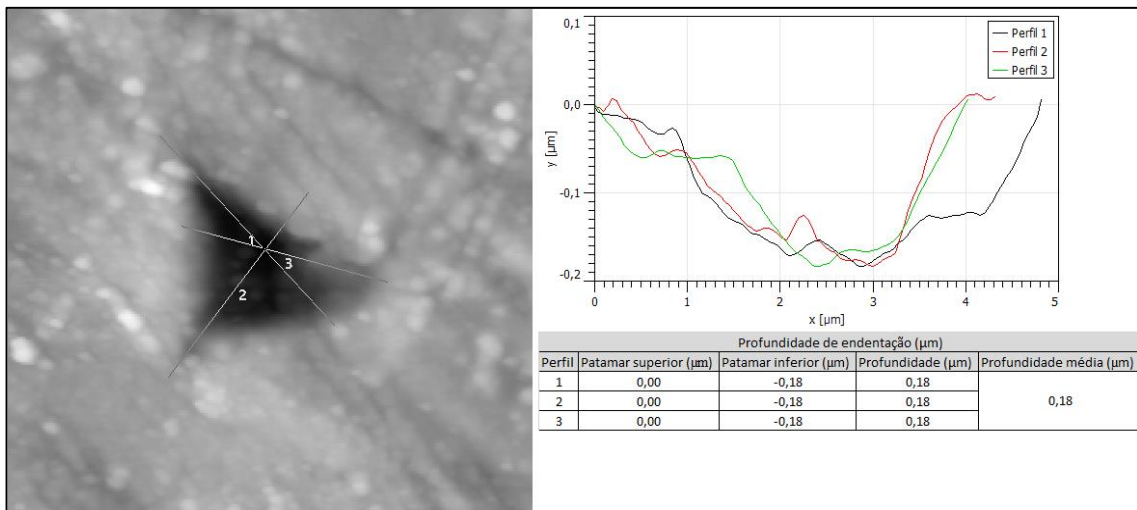 1
3
2
0,1
0,0
-0,1
-0,2
y [µm]
0 1 2 3 4 5
x [µm]
Perfil 1
Perfil 2
Perfil 3
Profundidade de endentação (µm)
Perfil Patamar superior (µm) Patamar inferior (µm) Profundidade (µm) Profundidade média (µm)
1 0,00 -0,18 0,18
2 0,00 -0,18 0,18 0,18
3 0,00 -0,18 0,18